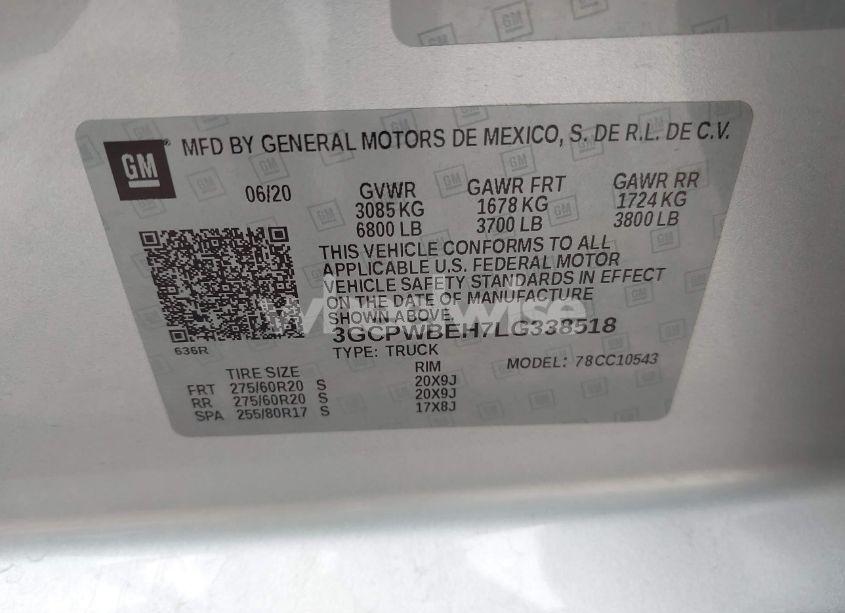 GM
MFD BY GENERAL MOTORS DE MEXICO, S. DE R.L. DE C.V.
06/20 GVWR GAWR FRT GAWR RR
3085 KG 1678 KG 1724 KG
6800 LB 3700 LB 3800 LB
THIS VEHICLE CONFORMS TO ALL
APPLICABLE U.S. FEDERAL MOTOR
VEHICLE SAFETY STANDARDS IN EFFECT
ON THE DATE OF MANUFACTURE
SHOWN ABOVE.
3GCPWBEH7LG338518
636R TYPE: TRUCK MODEL: 78CC10543
TIRE SIZE RIM
FRT 275/60R20 S 20X9J
RR 275/60R20 S 20X9J
SPA 255/80R17 S 17X8J